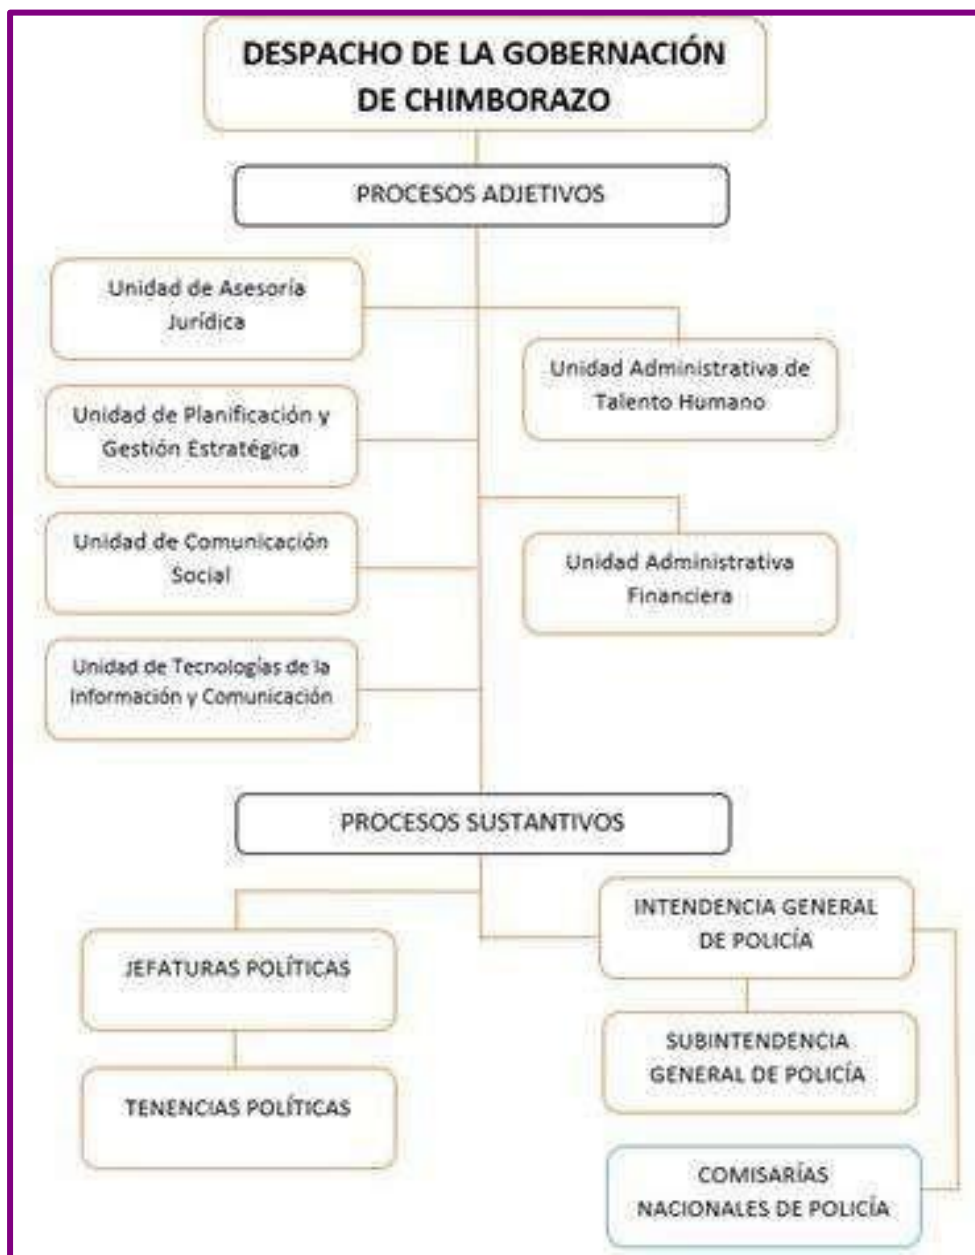 DESPACHO DE LA GOBERNACIÓN
DE CHIMBORAZO
PROCESOS ADJETIVOS
Unidad de Asesoría
Jurídica
Unidad Administrativa de
Talento Humano
Unidad de Planificación y
Gestión Estratégica
Unidad de Comunicación
Social
Unidad Administrativa
Financiera
Unidad de Tecnologías de la
Información y Comunicación
PROCESOS SUSTANTIVOS
JEFATURAS POLÍTICAS
TENENCIAS POLÍTICAS
INTENDENCIA GENERAL
DE POLICÍA
SUBINTENDENCIA
GENERAL DE POLICÍA
COMISARÍAS
NACIONALES DE POLICÍA